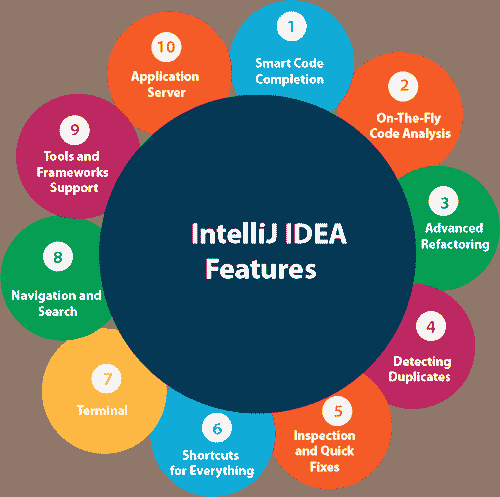 IntelliJ IDEA
Features
1
Smart Code
Completion
2
On-The-Fly
Code Analysis
3
Advanced
Refactoring
4
Detecting
Duplicates
5
Inspection
and Quick
Fixes
6
Shortcuts
for Everything
7
Terminal
8
Navigation and
Search
9
Tools and
Frameworks
Support
10
Application
Server